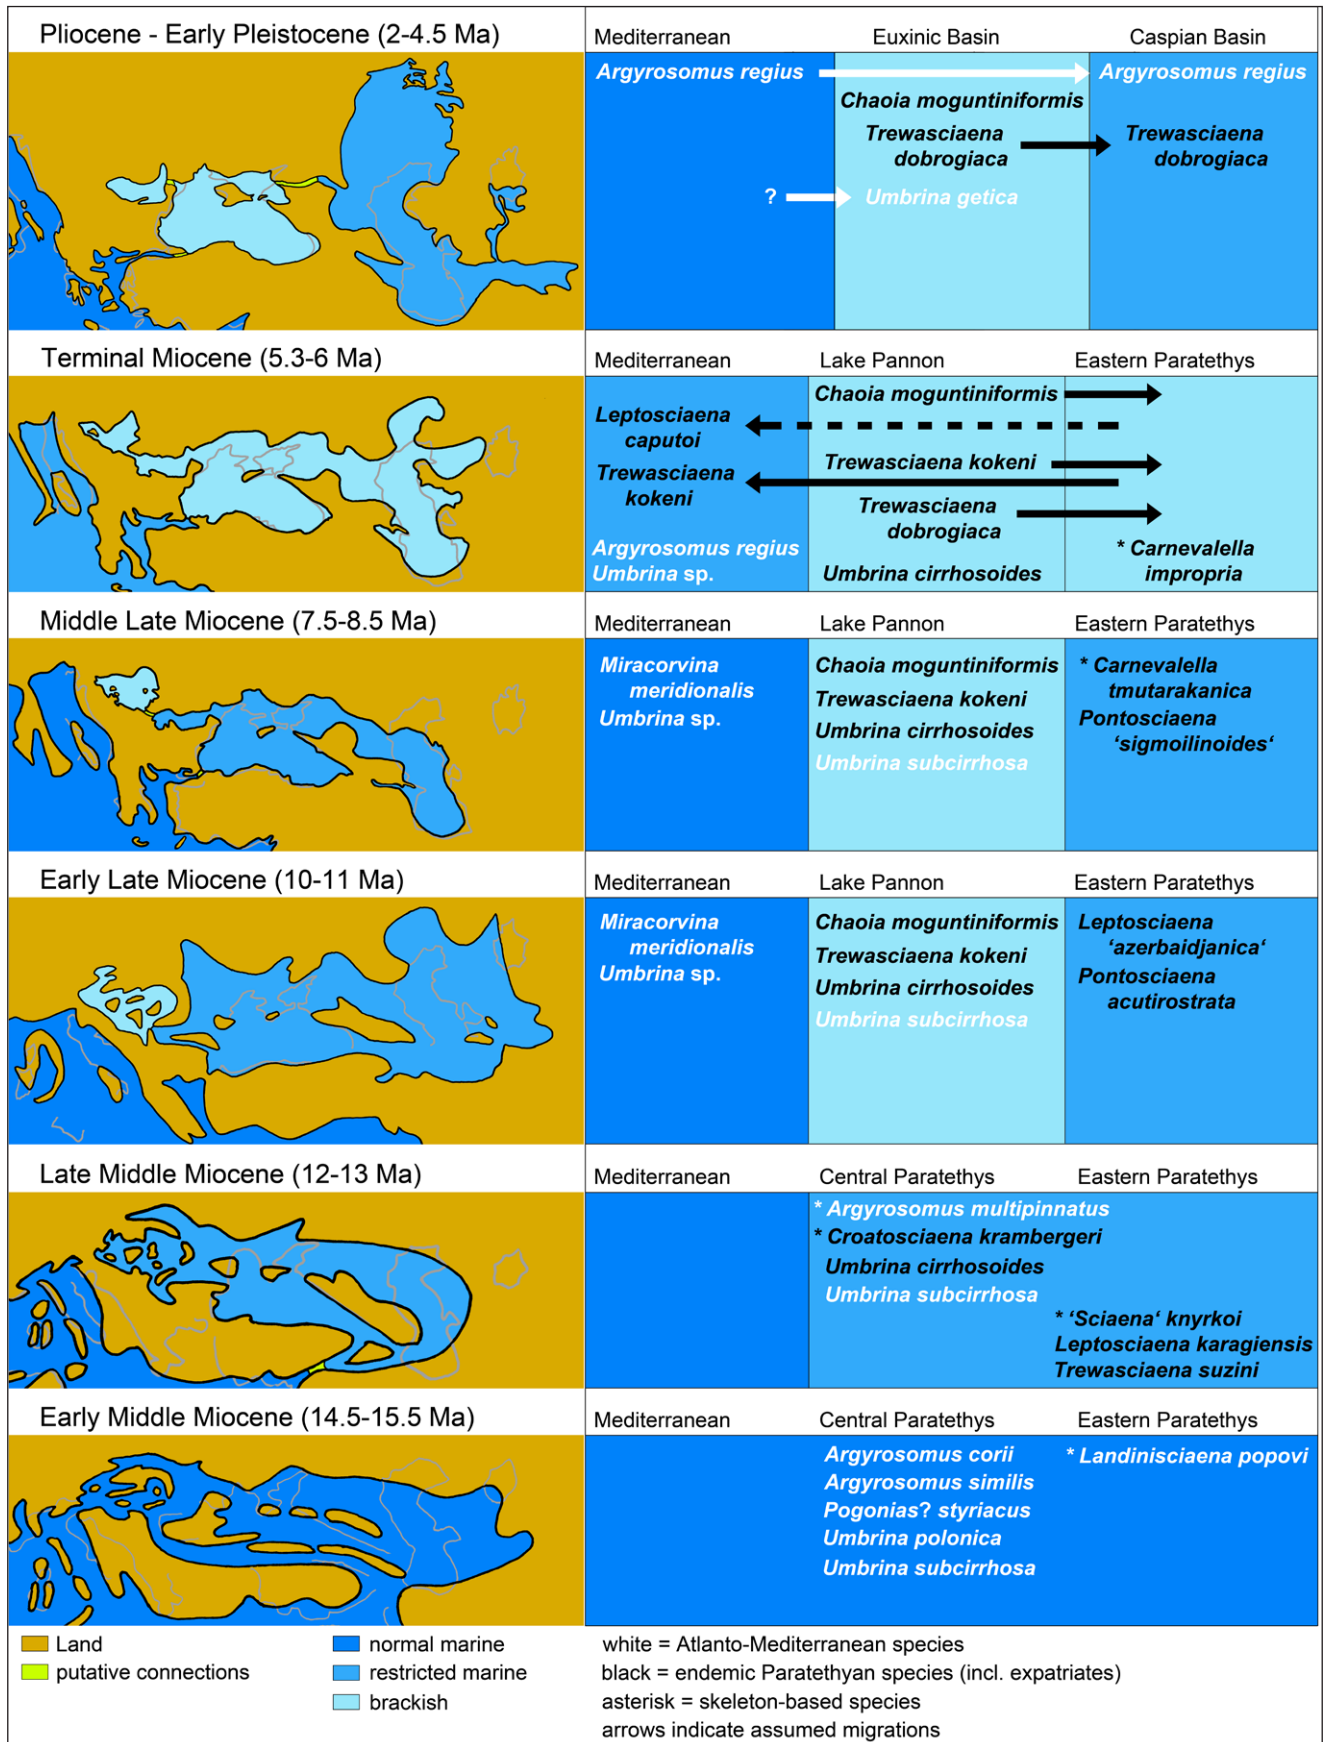 Pliocene - Early Pleistocene (2-4.5 Ma)
Mediterranean
Euxinic Basin
Caspian Basin
Argyrosomus regius
Argyrosomus regius
Chaoia moguntiniformis
Trewasciaena
dobrogiaca
Trewasciaena
dobrogiaca
?
Umbrina getica
Terminal Miocene (5.3-6 Ma)
Mediterranean
Lake Pannon
Eastern Paratethys
Chaoia moguntiniformis
Leptosciaena
caputoi
Trewasciaena kokeni
Trewasciaena
kokeni
Trewasciaena
dobrogiaca
Argyrosomus regius
Umbrina sp.
Umbrina cirrhosoides
* Carnevalella
impropria
Middle Late Miocene (7.5-8.5 Ma)
Mediterranean
Lake Pannon
Eastern Paratethys
Miracorvina
meridionalis
Umbrina sp.
Chaoia moguntiniformis
Trewasciaena kokeni
Umbrina cirrhosoides
Umbrina subcirrhosa
* Carnevalella
tmutarakanica
Pontosciaena
‘sigmoilinoides‘
Early Late Miocene (10-11 Ma)
Mediterranean
Lake Pannon
Eastern Paratethys
Miracorvina
meridionalis
Umbrina sp.
Chaoia moguntiniformis
Trewasciaena kokeni
Umbrina cirrhosoides
Umbrina subcirrhosa
Leptosciaena
‘azerbaidjanica‘
Pontosciaena
acutirostrata
Late Middle Miocene (12-13 Ma)
Mediterranean
Central Paratethys
Eastern Paratethys
* Argyrosomus multipinnatus
* Croatosciaena krambergeri
Umbrina cirrhosoides
Umbrina subcirrhosa
* ‘Sciaena‘ knyrkoi
Leptosciaena karagiensis
Trewasciaena suzini
Early Middle Miocene (14.5-15.5 Ma)
Mediterranean
Central Paratethys
Eastern Paratethys
Argyrosomus corii
Argyrosomus similis
Pogonias? styriacus
Umbrina polonica
Umbrina subcirrhosa
* Landinisciaena popovi
Land
putative connections
normal marine
restricted marine
brackish
white = Atlanto-Mediterranean species
black = endemic Paratethyan species (incl. expatriates)
asterisk = skeleton-based species
arrows indicate assumed migrations